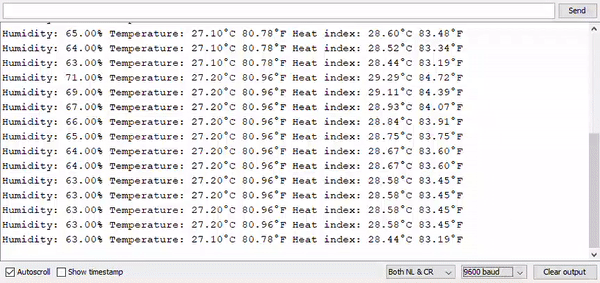 Send
Humidity: 65.00% Temperature: 27.10°C 80.78°F Heat index: 28.60°C 83.48°F
Humidity: 64.00% Temperature: 27.10°C 80.78°F Heat index: 28.52°C 83.34°F
Humidity: 63.00% Temperature: 27.10°C 80.78°F Heat index: 28.44°C 83.19°F
Humidity: 71.00% Temperature: 27.20°C 80.96°F Heat index: 29.29°C 84.72°F
Humidity: 69.00% Temperature: 27.20°C 80.96°F Heat index: 29.11°C 84.39°F
Humidity: 67.00% Temperature: 27.20°C 80.96°F Heat index: 28.93°C 84.07°F
Humidity: 66.00% Temperature: 27.20°C 80.96°F Heat index: 28.84°C 83.91°F
Humidity: 65.00% Temperature: 27.20°C 80.96°F Heat index: 28.75°C 83.75°F
Humidity: 64.00% Temperature: 27.20°C 80.96°F Heat index: 28.67°C 83.60°F
Humidity: 64.00% Temperature: 27.20°C 80.96°F Heat index: 28.67°C 83.60°F
Humidity: 63.00% Temperature: 27.20°C 80.96°F Heat index: 28.58°C 83.45°F
Humidity: 63.00% Temperature: 27.20°C 80.96°F Heat index: 28.58°C 83.45°F
Humidity: 63.00% Temperature: 27.20°C 80.96°F Heat index: 28.58°C 83.45°F
Humidity: 63.00% Temperature: 27.20°C 80.96°F Heat index: 28.58°C 83.45°F
Humidity: 63.00% Temperature: 27.10°C 80.78°F Heat index: 28.44°C 83.19°F
Autoscroll Show timestamp Both NL & CR 9600 baud Clear output